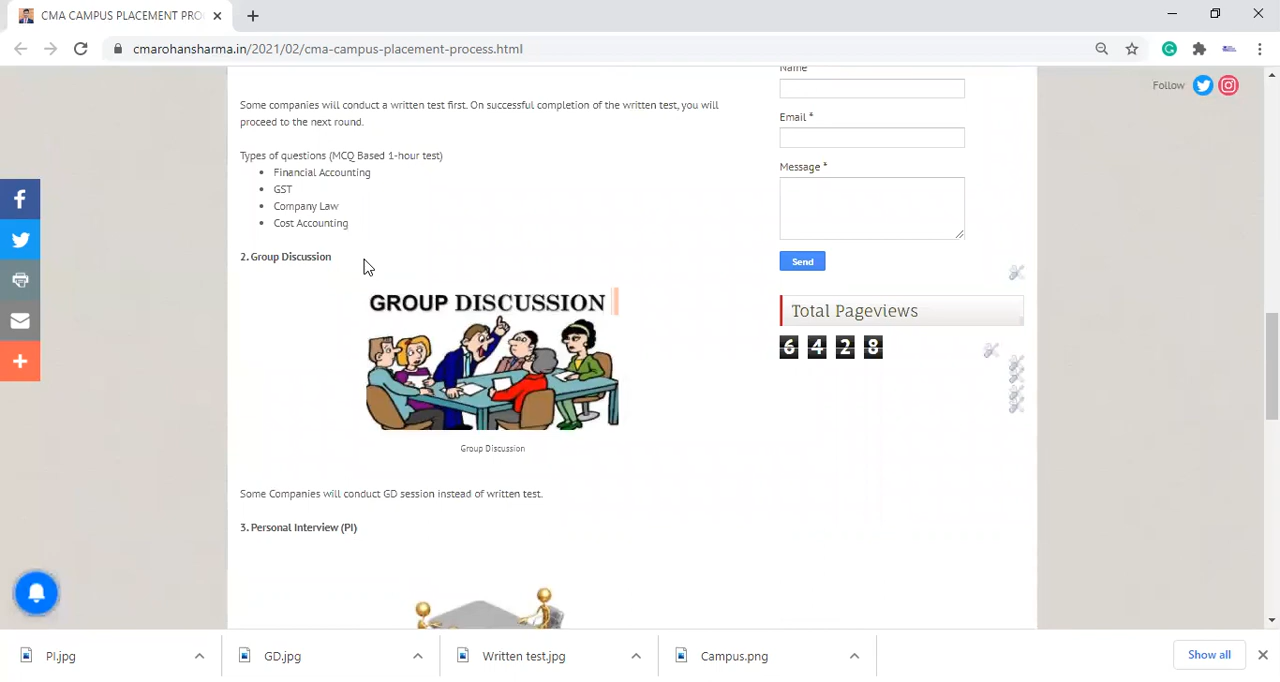 CMA CAMPUS PLACEMENT PRO
cmarohansharma.in/2021/02/cma-campus-placement-process.html
Follow
Some companies will conduct a written test first. On successful completion of the written test, you will
proceed to the next round.
Types of questions (MCQ Based 1-hour test)
Financial Accounting
GST
Company Law
Cost Accounting
2. Group Discussion
GROUP DISCUSSION
Group Discussion
Some Companies will conduct GD session instead of written test.
3. Personal Interview (PI)
Name
Email *
Message *
Send
Total Pageviews
6428
PI.jpg
GD.jpg
Written test.jpg
Campus.png
Show all